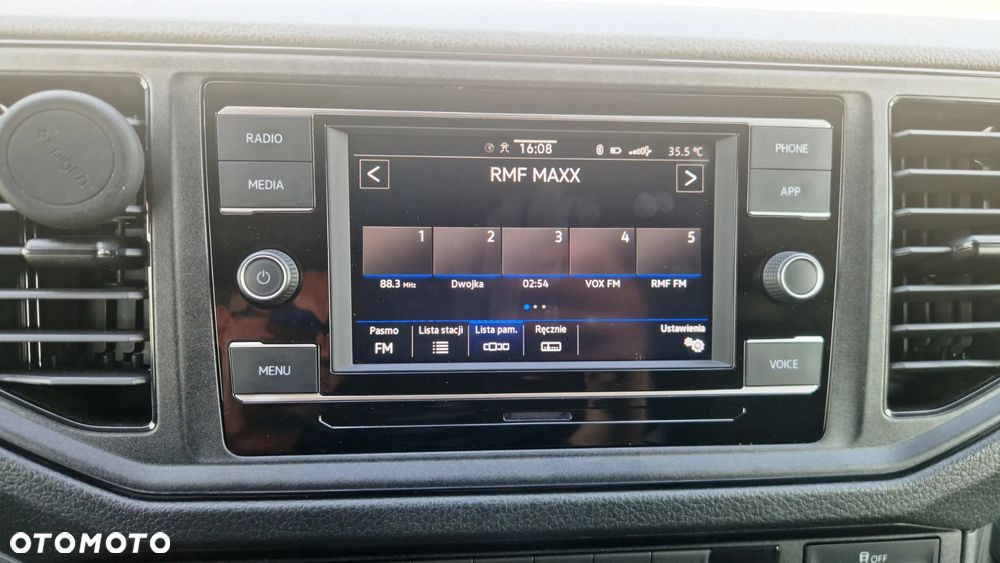 RADIO
MEDIA
MENU
16:08
35.5 °C
RMF MAXX
1 2 3 4 5
88.3 MHz Dwojka 02:54 VOX FM RMF FM
Pasmo Lista stacji Lista pam. Ręcznie Ustawienia
FM
PHONE
APP
VOICE
OFF
OTOMOTO